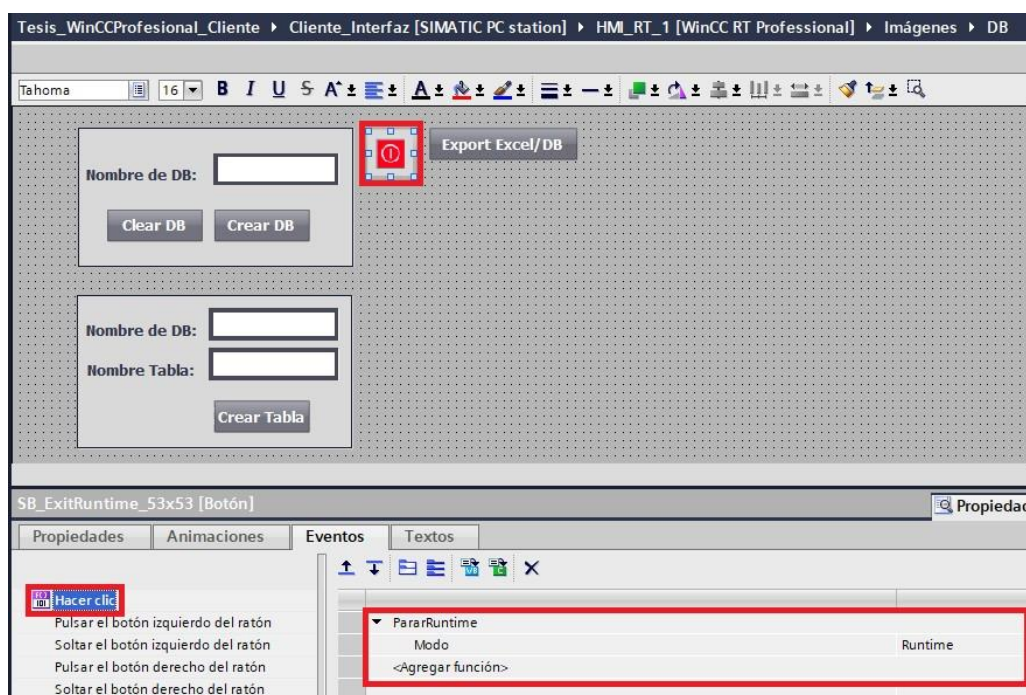 Tesis_WinCCProfesional_Cliente ▸ Cliente_Interfaz [SIMATIC PC station] ▸ HMI_RT_1 [WinCC RT Professional] ▸ Imágenes ▸ DB
Tahoma 16 B I U S A A
Nombre de DB:
Export Excel/DB
Clear DB Crear DB
Nombre de DB:
Nombre Tabla:
Crear Tabla
SB_ExitRuntime_53x53 [Botón]
Propiedad
Propiedades Animaciones Eventos Textos
Hacer clic
PararRuntime
Pulsar el botón izquierdo del ratón
Modo Runtime
Soltar el botón izquierdo del ratón
<Agregar función>
Pulsar el botón derecho del ratón
Soltar el botón derecho del ratón